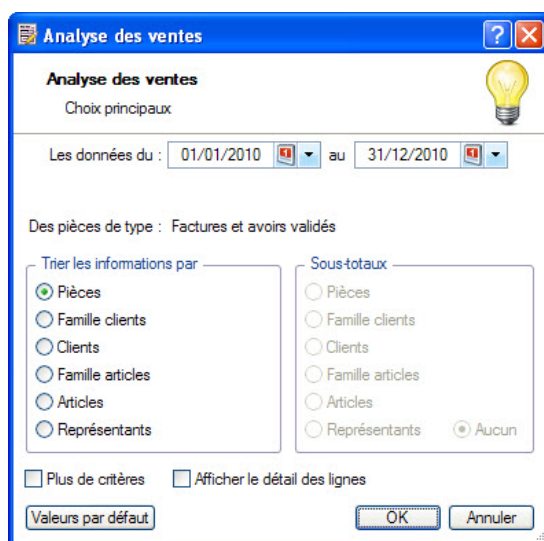 Analyse des ventes
Analyse des ventes
Choix principaux
Les données du : 01/01/2010 au 31/12/2010
Des pièces de type : Factures et avoirs validés
Trier les informations par
Pièces
Famille clients
Clients
Famille articles
Articles
Représentants
Sous-totaux
Pièces
Famille clients
Clients
Famille articles
Articles
Représentants Aucun
Plus de critères Afficher le détail des lignes
Valeurs par défaut OK Annuler